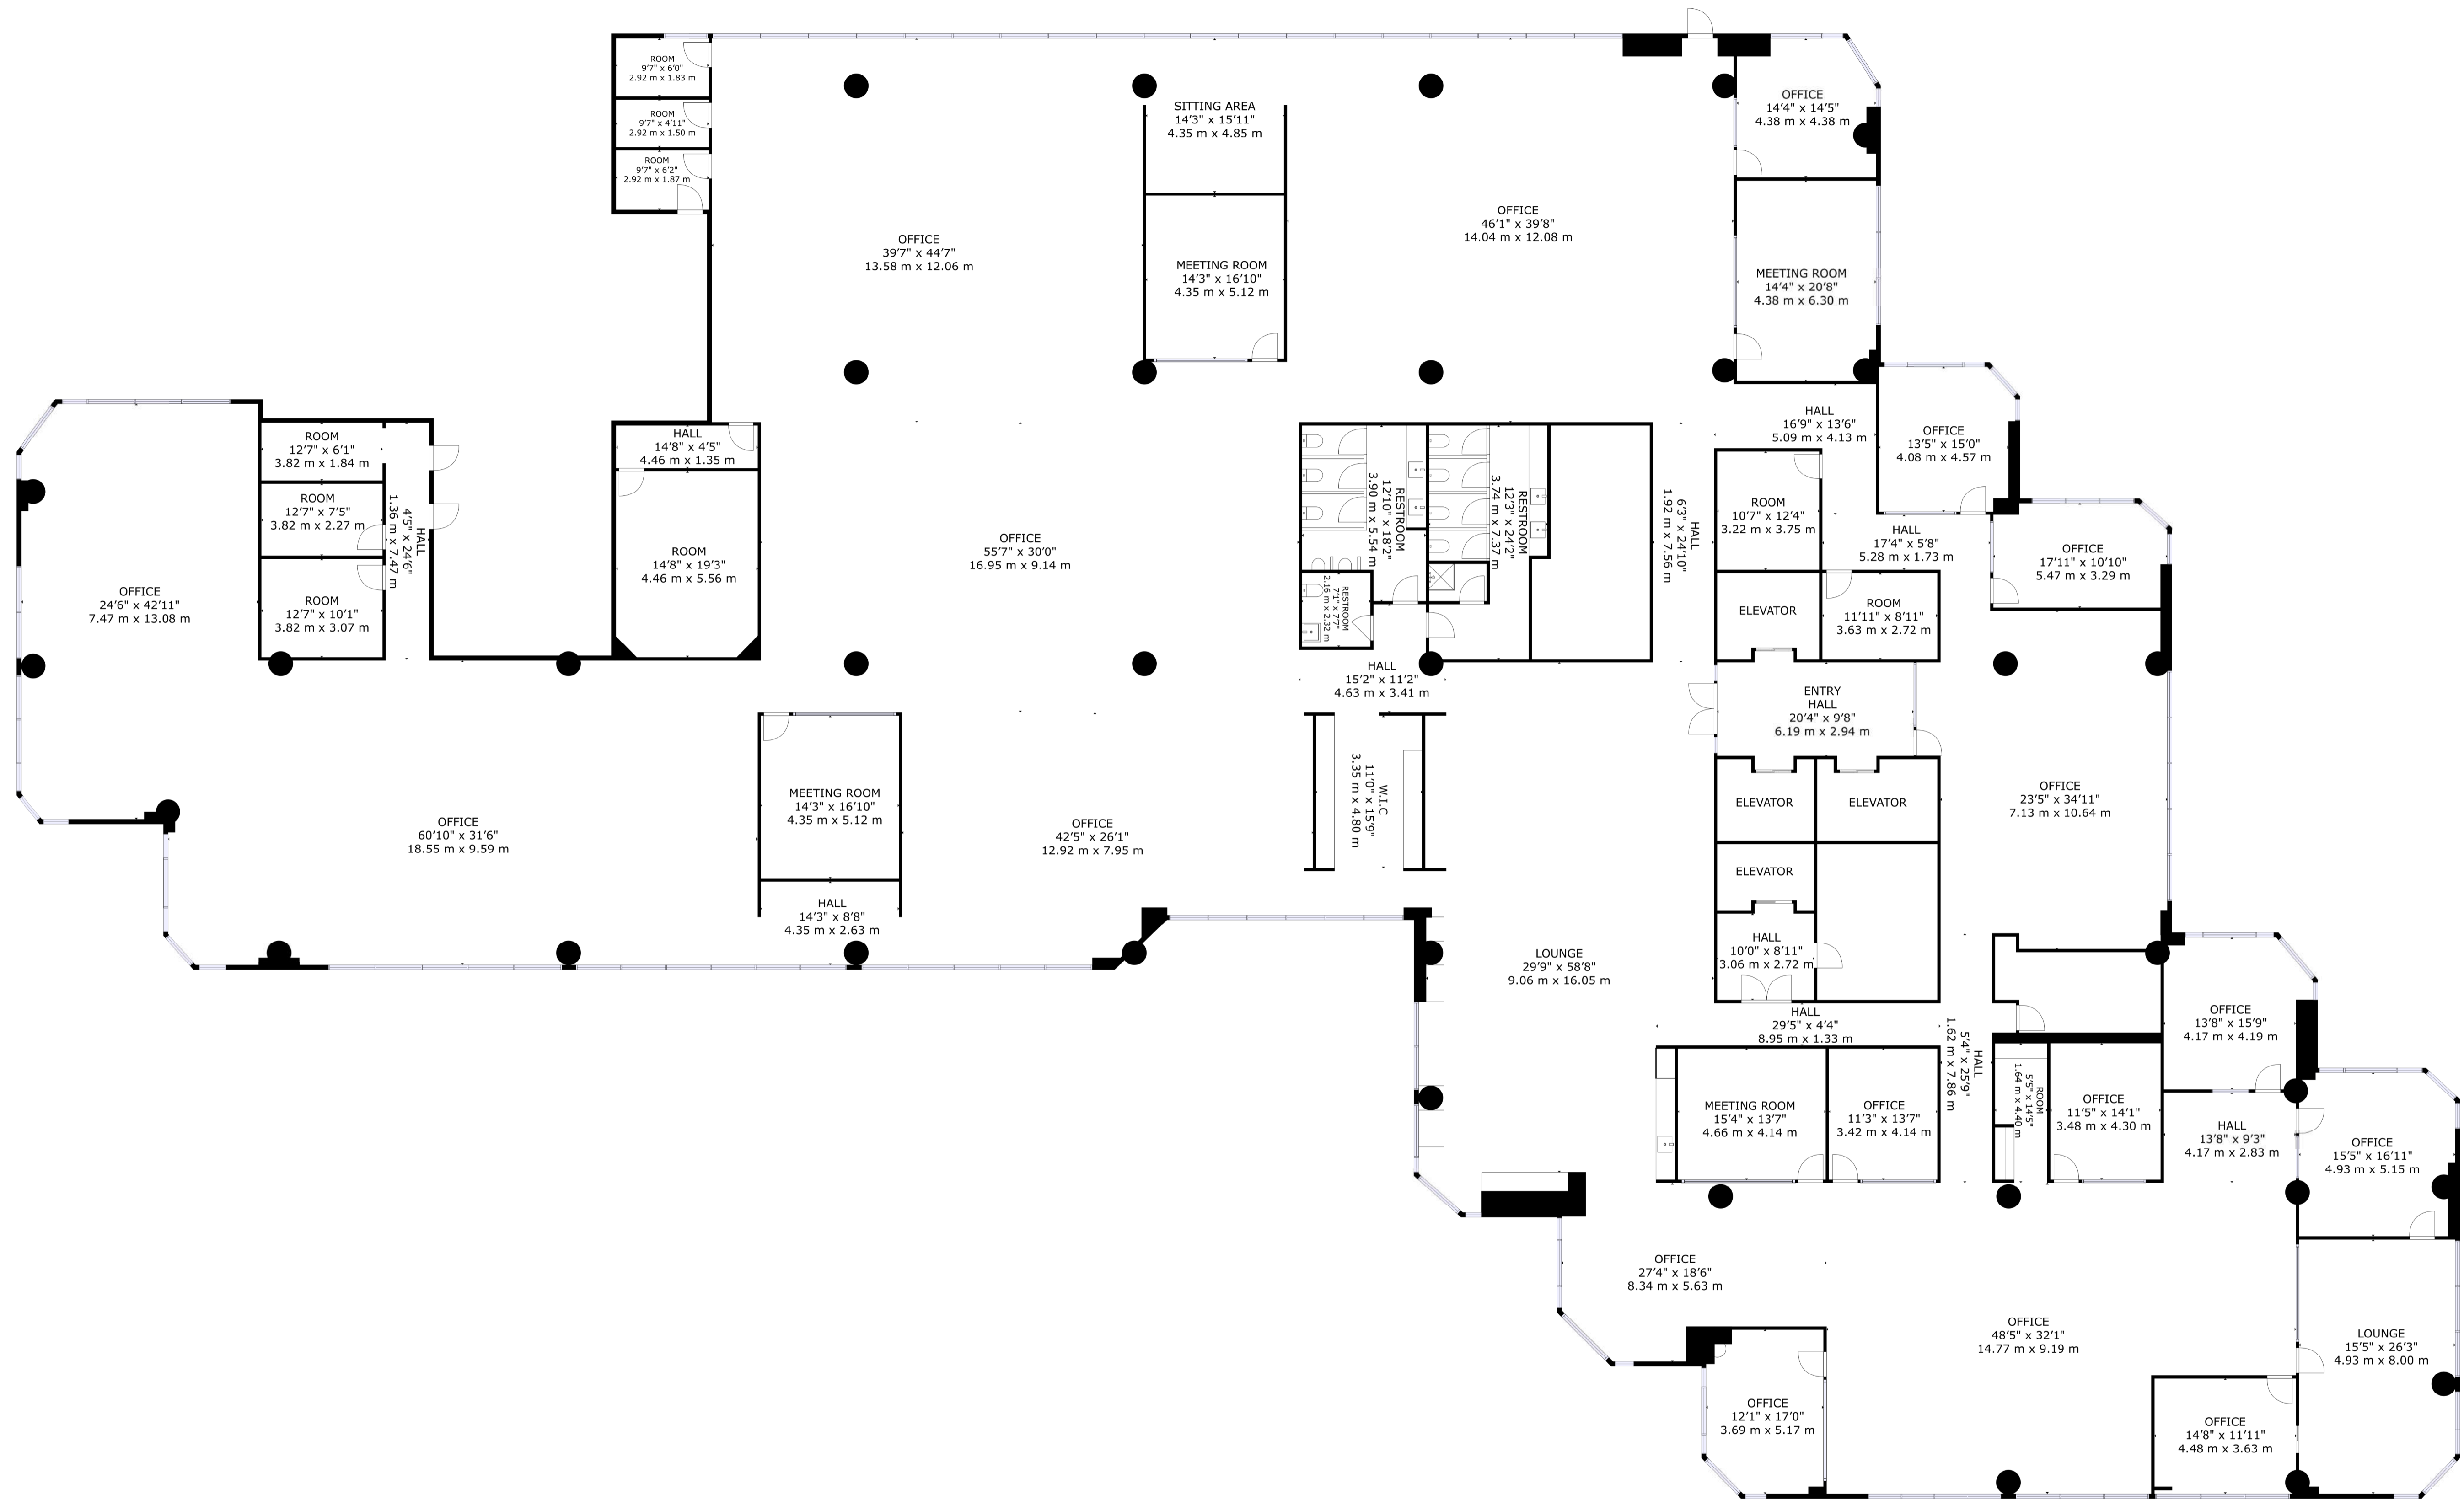 ROOM
9'7" x 6'0"
2.92 m x 1.83 m
ROOM
9'7" x 4'11"
2.92 m x 1.50 m
ROOM
9'7" x 6'2"
2.92 m x 1.87 m
OFFICE
39'7" x 44'7"
13.58 m x 12.06 m
SITTING AREA
14'3" x 15'11"
4.35 m x 4.85 m
MEETING ROOM
14'3" x 16'10"
4.35 m x 5.12 m
OFFICE
46'1" x 39'8"
14.04 m x 12.08 m
OFFICE
14'4" x 14'5"
4.38 m x 4.38 m
MEETING ROOM
14'4" x 20'8"
4.38 m x 6.30 m
HALL
16'9" x 13'6"
5.09 m x 4.13 m
OFFICE
13'5" x 15'0"
4.08 m x 4.57 m
ROOM
12'7" x 6'1"
3.82 m x 1.84 m
ROOM
12'7" x 7'5"
3.82 m x 2.27 m
ROOM
12'7" x 10'1"
3.82 m x 3.07 m
HALL
4'5" x 24'6"
1.36 m x 7.47 m
OFFICE
24'6" x 42'11"
7.47 m x 13.08 m
HALL
14'8" x 4'5"
4.46 m x 1.35 m
ROOM
14'8" x 19'3"
4.46 m x 5.56 m
OFFICE
55'7" x 30'0"
16.95 m x 9.14 m
RESTROOM
12'10" x 18'2"
3.90 m x 5.54 m
RESTROOM
12'3" x 24'2"
3.74 m x 7.37 m
RESTROOM
7'1" x 7'7"
2.16 m x 2.32 m
HALL
6'3" x 24'10"
1.92 m x 7.56 m
ROOM
10'7" x 12'4"
3.22 m x 3.75 m
HALL
17'4" x 5'8"
5.28 m x 1.73 m
OFFICE
17'11" x 10'10"
5.47 m x 3.29 m
ELEVATOR
ROOM
11'11" x 8'11"
3.63 m x 2.72 m
HALL
15'2" x 11'2"
4.63 m x 3.41 m
ENTRY
HALL
20'4" x 9'8"
6.19 m x 2.94 m
OFFICE
60'10" x 31'6"
18.55 m x 9.59 m
MEETING ROOM
14'3" x 16'10"
4.35 m x 5.12 m
HALL
14'3" x 8'8"
4.35 m x 2.63 m
OFFICE
42'5" x 26'1"
12.92 m x 7.95 m
W.I.C
11'0" x 15'9"
3.35 m x 4.80 m
ELEVATOR
ELEVATOR
OFFICE
23'5" x 34'11"
7.13 m x 10.64 m
ELEVATOR
LOUNGE
29'9" x 58'8"
9.06 m x 16.05 m
HALL
10'0" x 8'11"
3.06 m x 2.72 m
HALL
29'5" x 4'4"
8.95 m x 1.33 m
HALL
5'4" x 25'9"
1.62 m x 7.86 m
OFFICE
13'8" x 15'9"
4.17 m x 4.19 m
MEETING ROOM
15'4" x 13'7"
4.66 m x 4.14 m
OFFICE
11'3" x 13'7"
3.42 m x 4.14 m
ROOM
5'5" x 14'5"
1.64 m x 4.40 m
OFFICE
11'5" x 14'1"
3.48 m x 4.30 m
HALL
13'8" x 9'3"
4.17 m x 2.83 m
OFFICE
15'5" x 16'11"
4.93 m x 5.15 m
OFFICE
27'4" x 18'6"
8.34 m x 5.63 m
OFFICE
48'5" x 32'1"
14.77 m x 9.19 m
LOUNGE
15'5" x 26'3"
4.93 m x 8.00 m
OFFICE
12'1" x 17'0"
3.69 m x 5.17 m
OFFICE
14'8" x 11'11"
4.48 m x 3.63 m